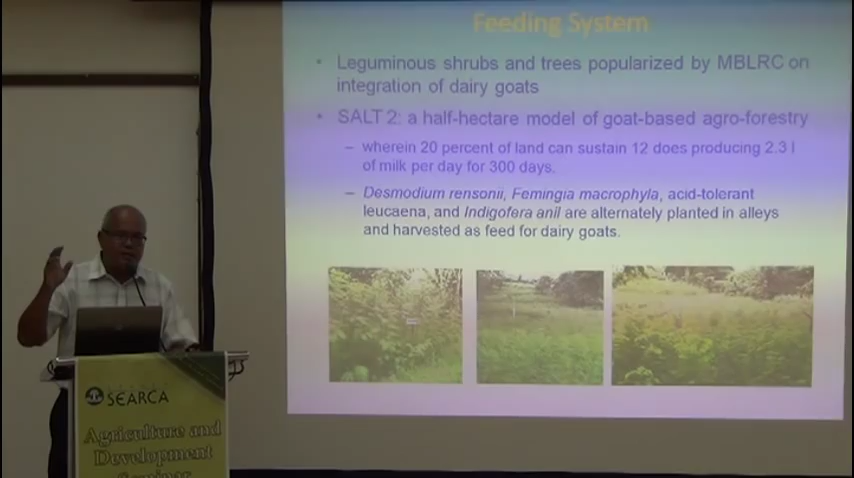 Feeding System
• Leguminous shrubs and trees popularized by MBLRC on
integration of dairy goats
• SALT 2: a half-hectare model of goat-based agro-forestry
– wherein 20 percent of land can sustain 12 does producing 2.3 l
of milk per day for 300 days.
– Desmodium rensonii, Femingia macrophyla, acid-tolerant
leucaena, and Indigofera anil are alternately planted in alleys
and harvested as feed for dairy goats.
SEARCA
Agriculture and
Development
Seminar